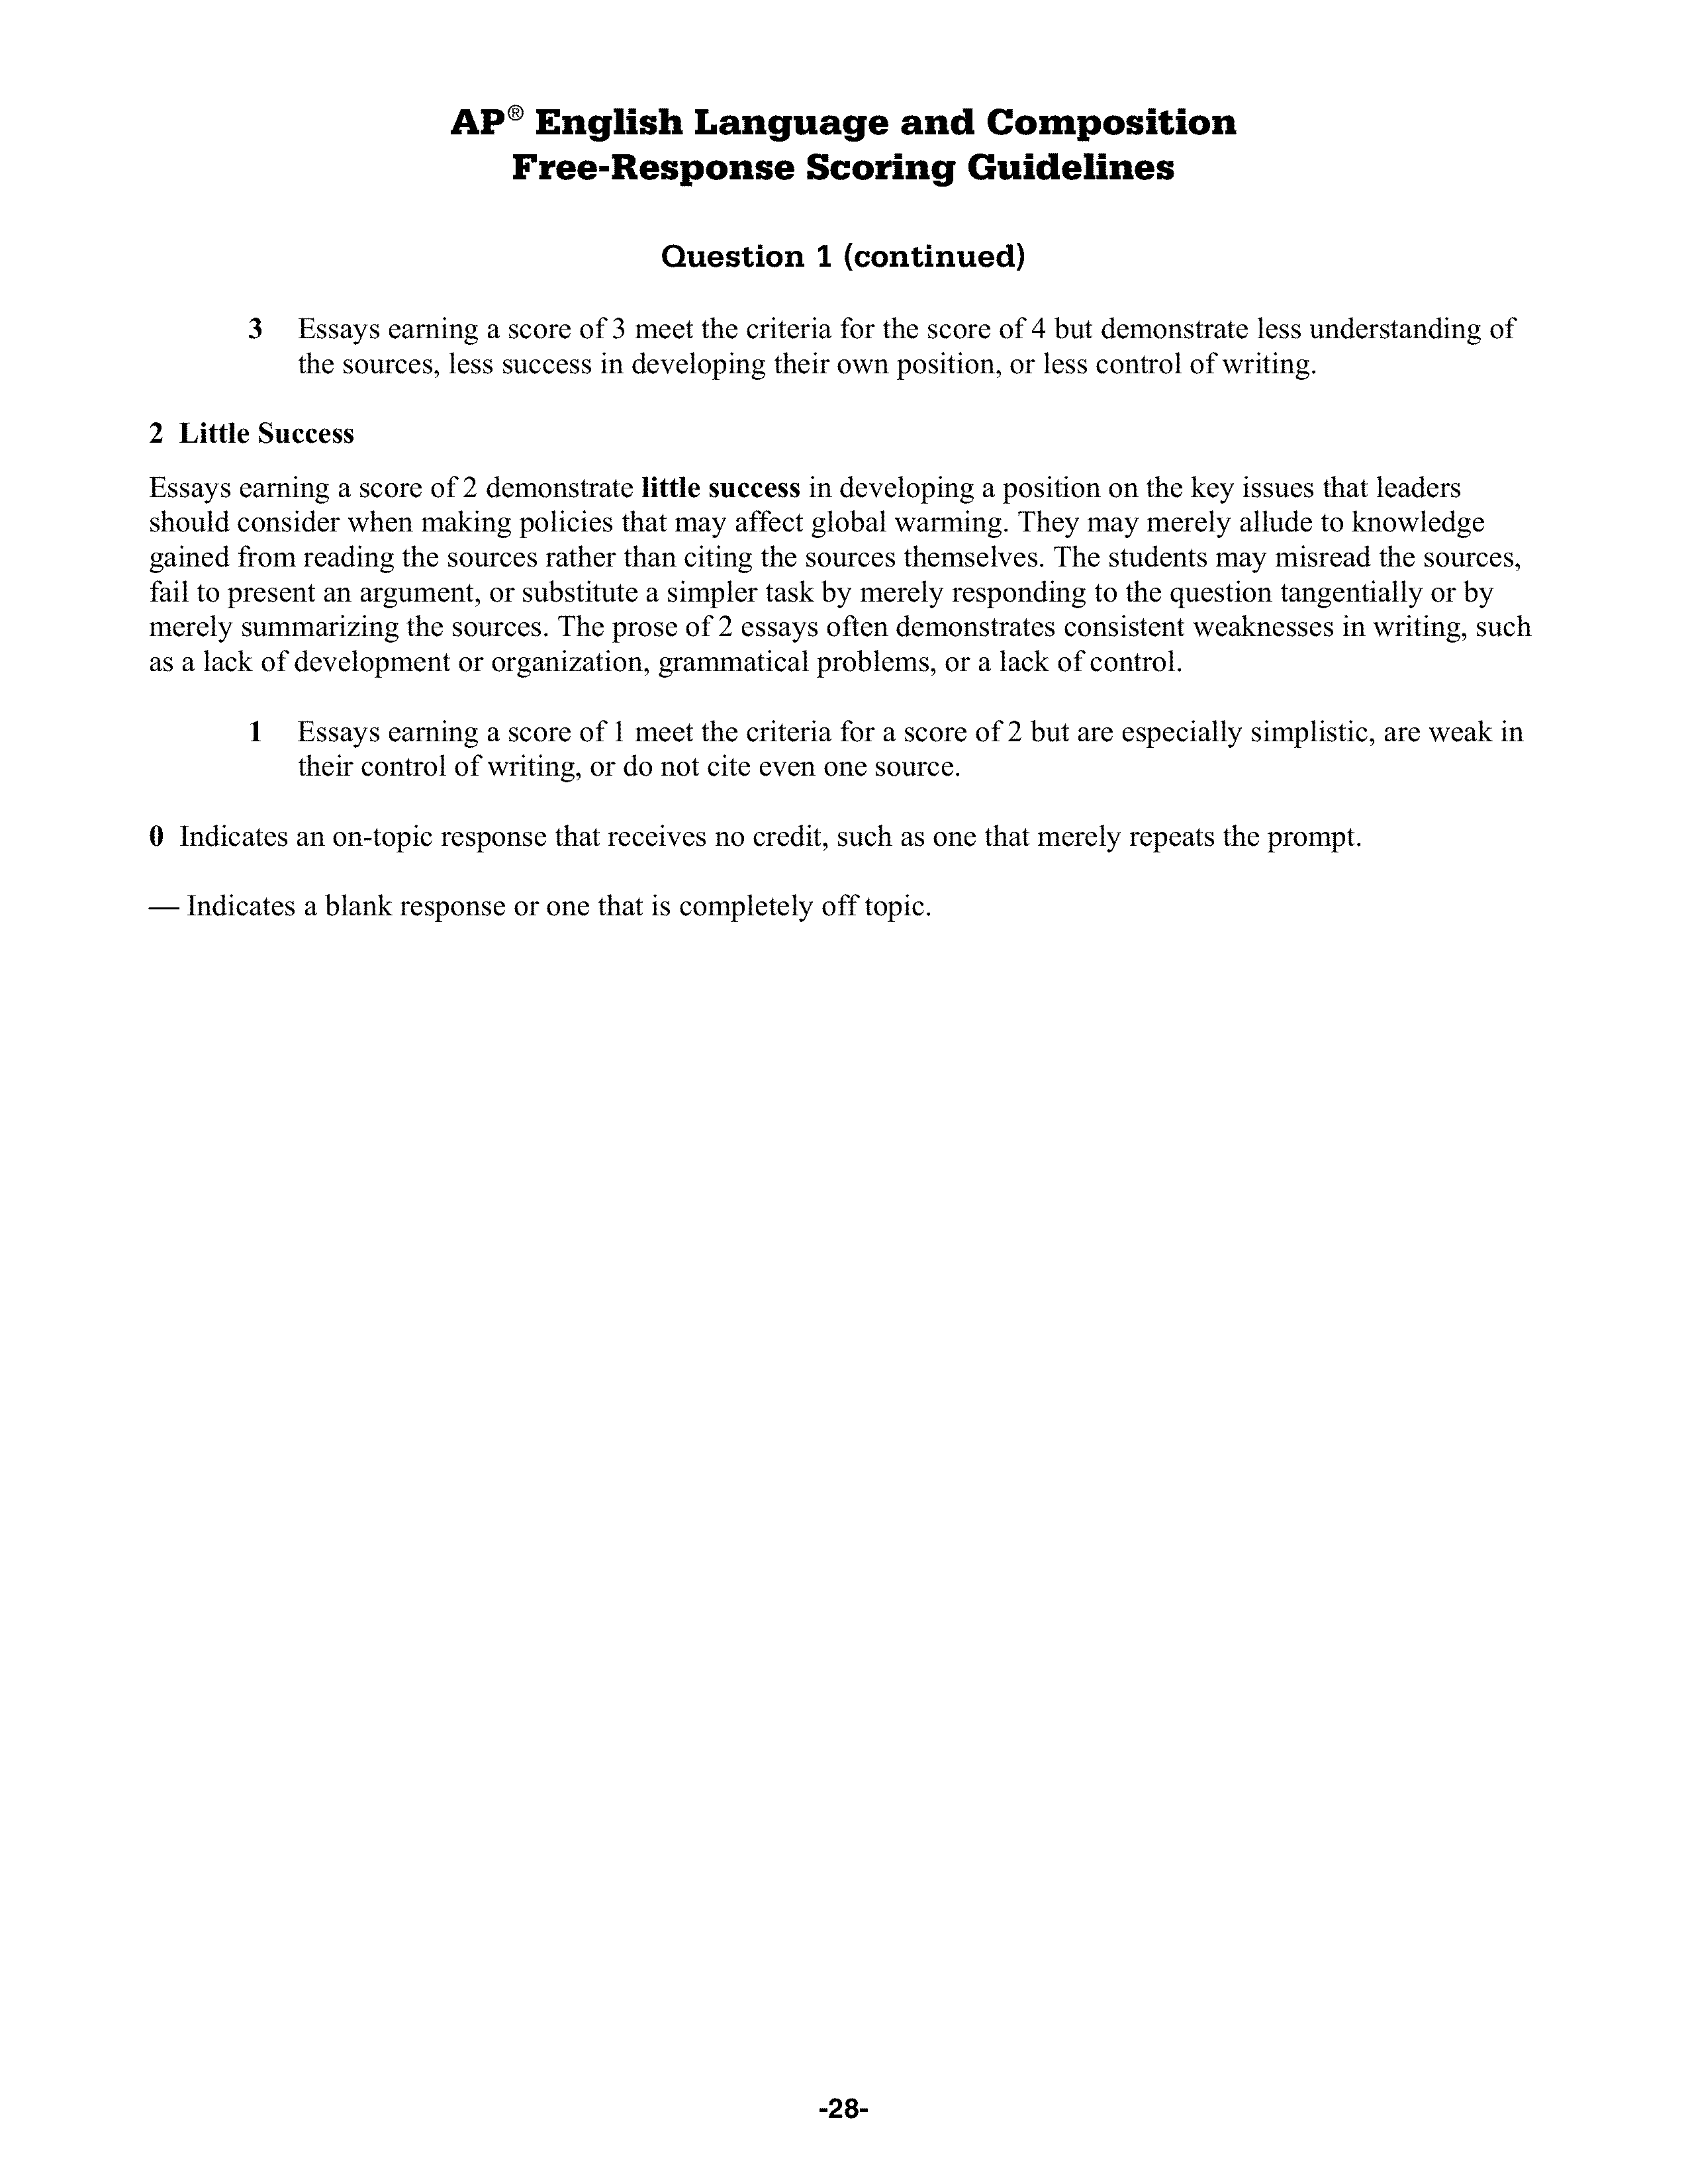 AP® English Language and Composition
Free-Response Scoring Guidelines
Question 1 (continued)
3 Essays earning a score of 3 meet the criteria for the score of 4 but demonstrate less understanding of
the sources, less success in developing their own position, or less control of writing.
2 Little Success
Essays earning a score of 2 demonstrate little success in developing a position on the key issues that leaders
should consider when making policies that may affect global warming. They may merely allude to knowledge
gained from reading the sources rather than citing the sources themselves. The students may misread the sources,
fail to present an argument, or substitute a simpler task by merely responding to the question tangentially or by
merely summarizing the sources. The prose of 2 essays often demonstrates consistent weaknesses in writing, such
as a lack of development or organization, grammatical problems, or a lack of control.
1 Essays earning a score of 1 meet the criteria for a score of 2 but are especially simplistic, are weak in
their control of writing, or do not cite even one source.
0 Indicates an on-topic response that receives no credit, such as one that merely repeats the prompt.
— Indicates a blank response or one that is completely off topic.
-28-